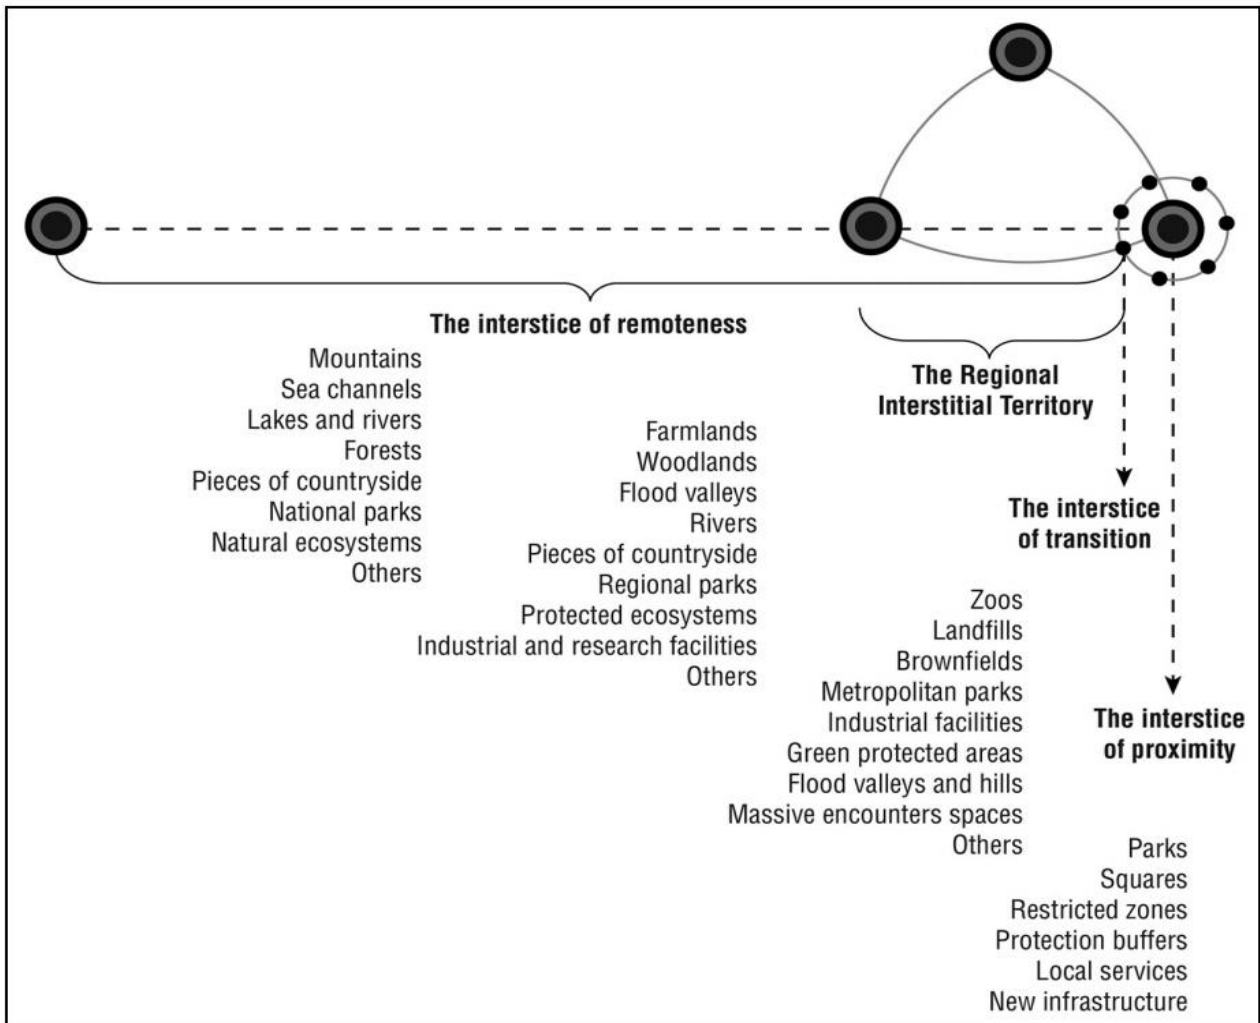 The interstice of remoteness
Mountains
Sea channels
Lakes and rivers
Forests
Pieces of countryside
National parks
Natural ecosystems
Others
The Regional
Interstitial Territory
Farmlands
Woodlands
Flood valleys
Rivers
Pieces of countryside
Regional parks
Protected ecosystems
Industrial and research facilities
Others
The interstice
of transition
Zoos
Landfills
Brownfields
Metropolitan parks
Industrial facilities
Green protected areas
Flood valleys and hills
Massive encounters spaces
Others
The interstice
of proximity
Parks
Squares
Restricted zones
Protection buffers
Local services
New infrastructure